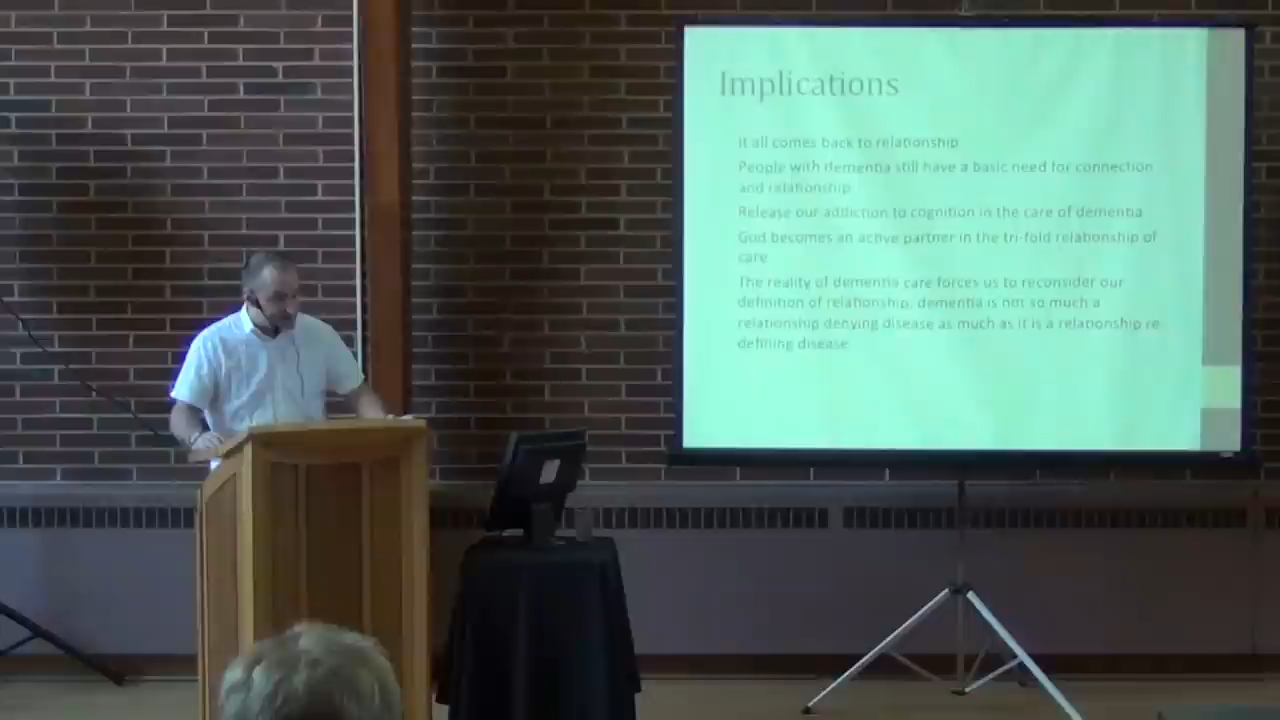 Implications
It all comes back to relationship
People with dementia still have a basic need for connection
and relationship
Release our addiction to cognition in the care of dementia
God becomes an active partner in the tri-fold relationship of
care
The reality of dementia care forces us to reconsider our
definition of relationship, dementia is not so much a
relationship denying disease as much as it is a relationship re
defining disease